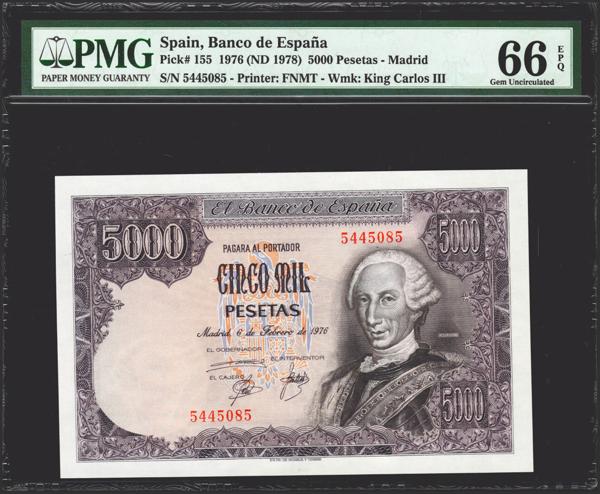 PMG
PAPER MONEY GUARANTY
Spain, Banco de España
Pick# 155 1976 (ND 1978) 5000 Pesetas - Madrid
S/N 5445085 - Printer: FNMT - Wmk: King Carlos III
66 EPQ
Gem Uncirculated
El Banco de España
5000
5000
PAGARA AL PORTADOR
5445085
CINCO MIL
PESETAS
Madrid, 6 de Febrero de 1976
EL GOBERNADOR
EL INTERVENTOR
EL CAJERO
5445085
5000